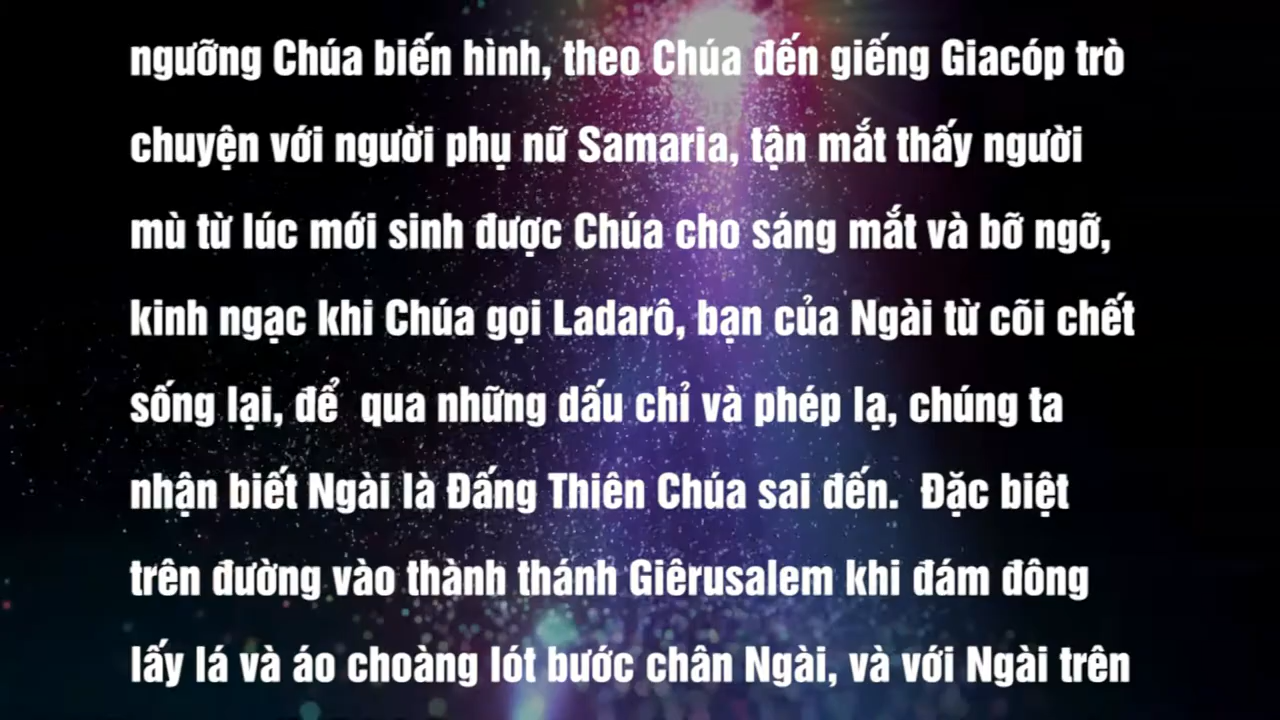 ngưỡng Chúa biến hình, theo Chúa đến giếng Giacóp trò
chuyện với người phụ nữ Samaria, tận mắt thấy người
mù từ lúc mới sinh được Chúa cho sáng mắt và bỡ ngỡ,
kinh ngạc khi Chúa gọi Ladarô, bạn của Ngài từ cõi chết
sống lại, để  qua những dấu chỉ và phép lạ, chúng ta
nhận biết Ngài là Đấng Thiên Chúa sai đến.  Đặc biệt
trên đường vào thành thánh Giêrusalem khi đám đông
lấy lá và áo choàng lót bước chân Ngài, và với Ngài trên